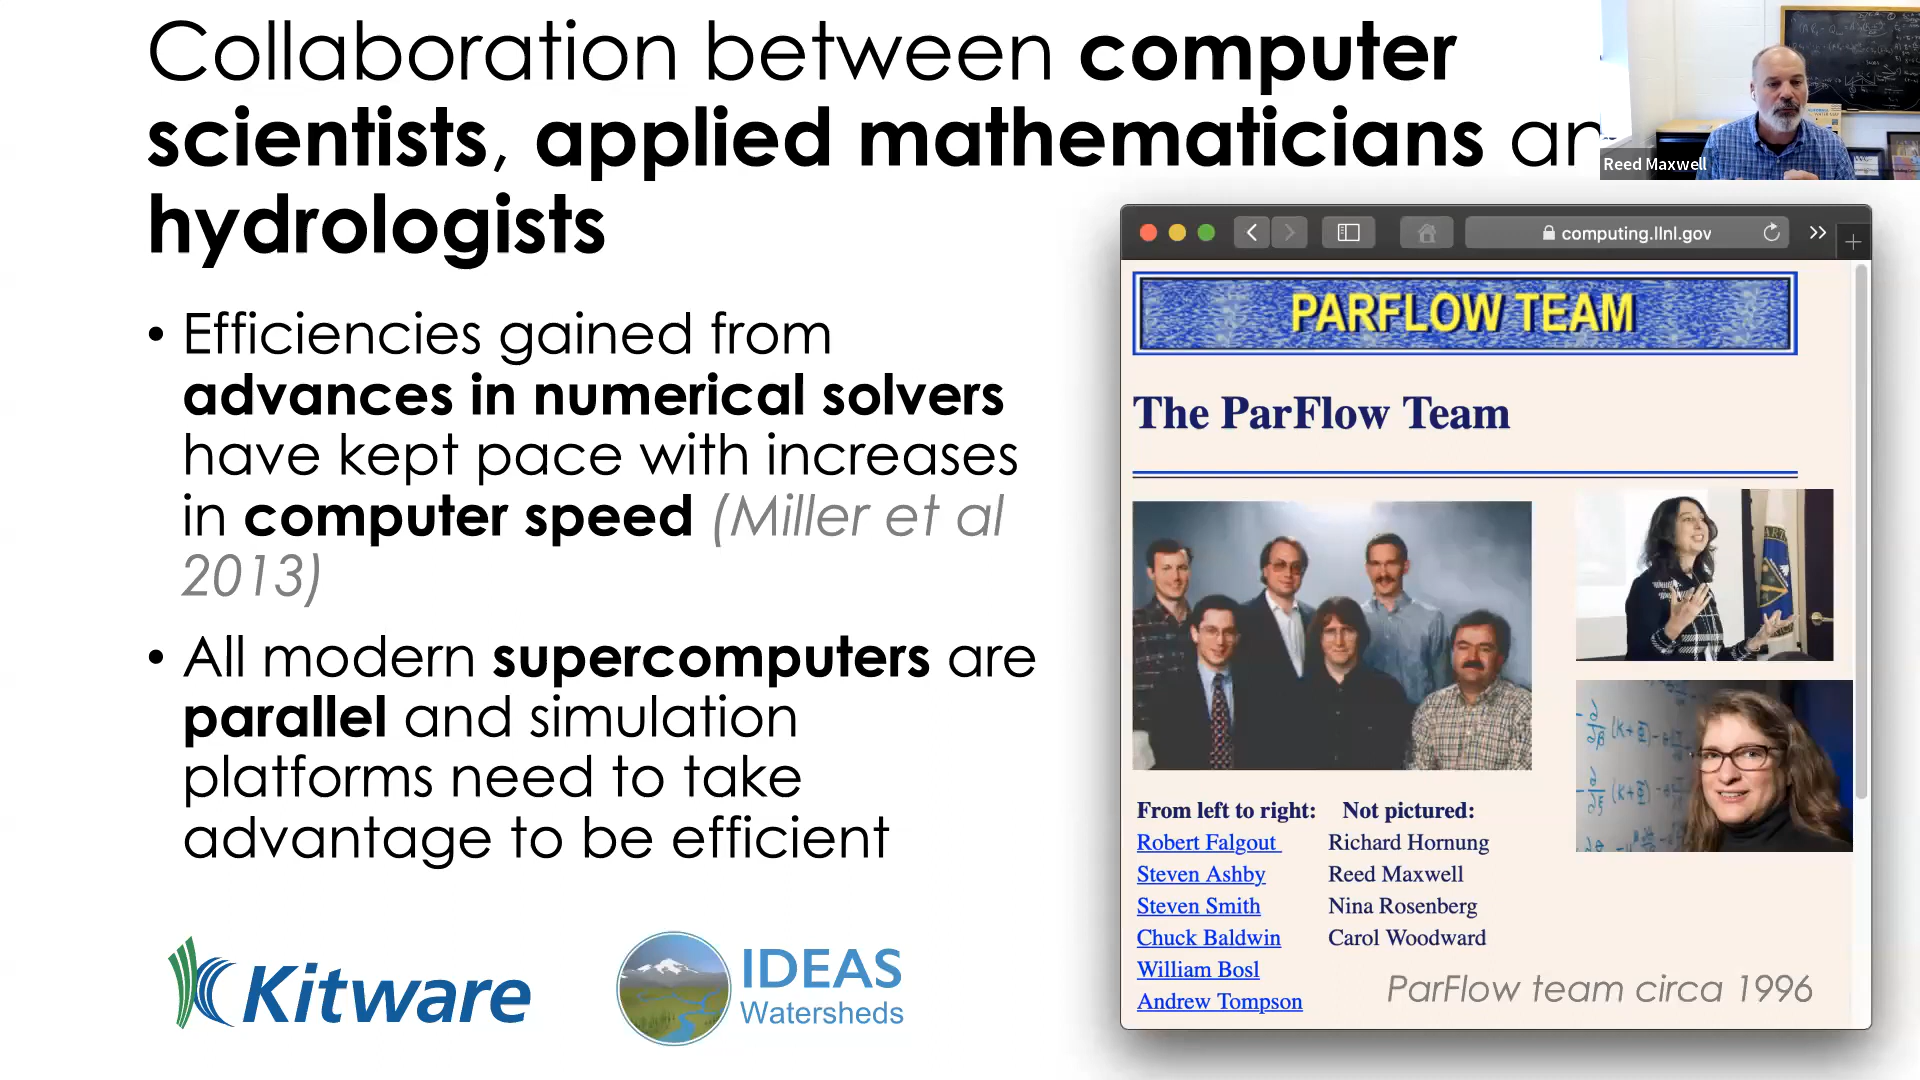 Collaboration between computer
scientists, applied mathematicians an
hydrologists
Reed Maxwell
• Efficiencies gained from
advances in numerical solvers
have kept pace with increases
in computer speed (Miller et al
2013)
• All modern supercomputers are
parallel and simulation
platforms need to take
advantage to be efficient
Kitware
IDEAS
Watersheds
computing.llnl.gov
PARFLOW TEAM
The ParFlow Team
From left to right: Not pictured:
Robert Falgout Richard Hornung
Steven Ashby Reed Maxwell
Steven Smith Nina Rosenberg
Chuck Baldwin Carol Woodward
William Bosl
Andrew Tompson
ParFlow team circa 1996